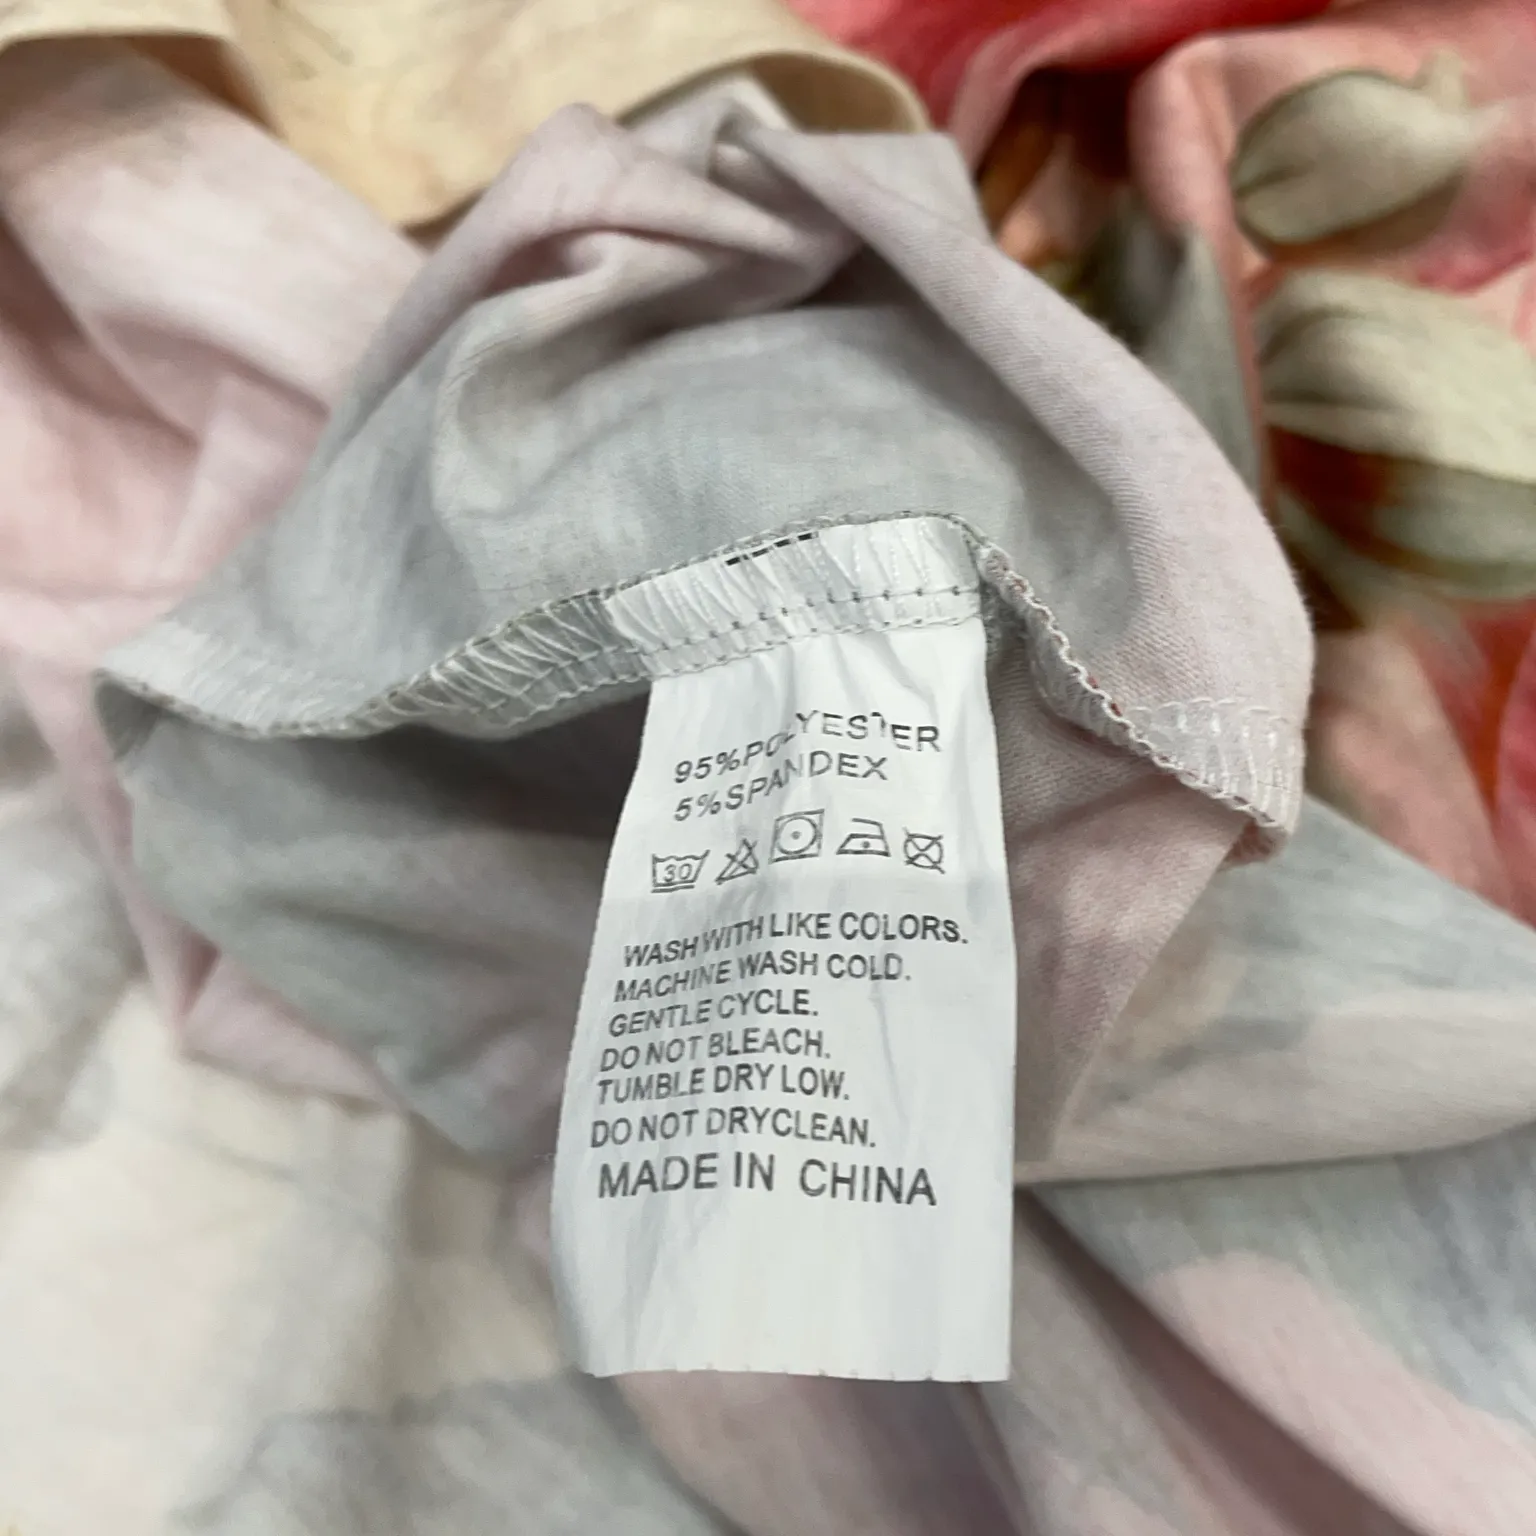 95%POLYESTER
5%SPANDEX
30
WASH WITH LIKE COLORS.
MACHINE WASH COLD.
GENTLE CYCLE.
DO NOT BLEACH.
TUMBLE DRY LOW.
DO NOT DRYCLEAN.
MADE IN CHINA